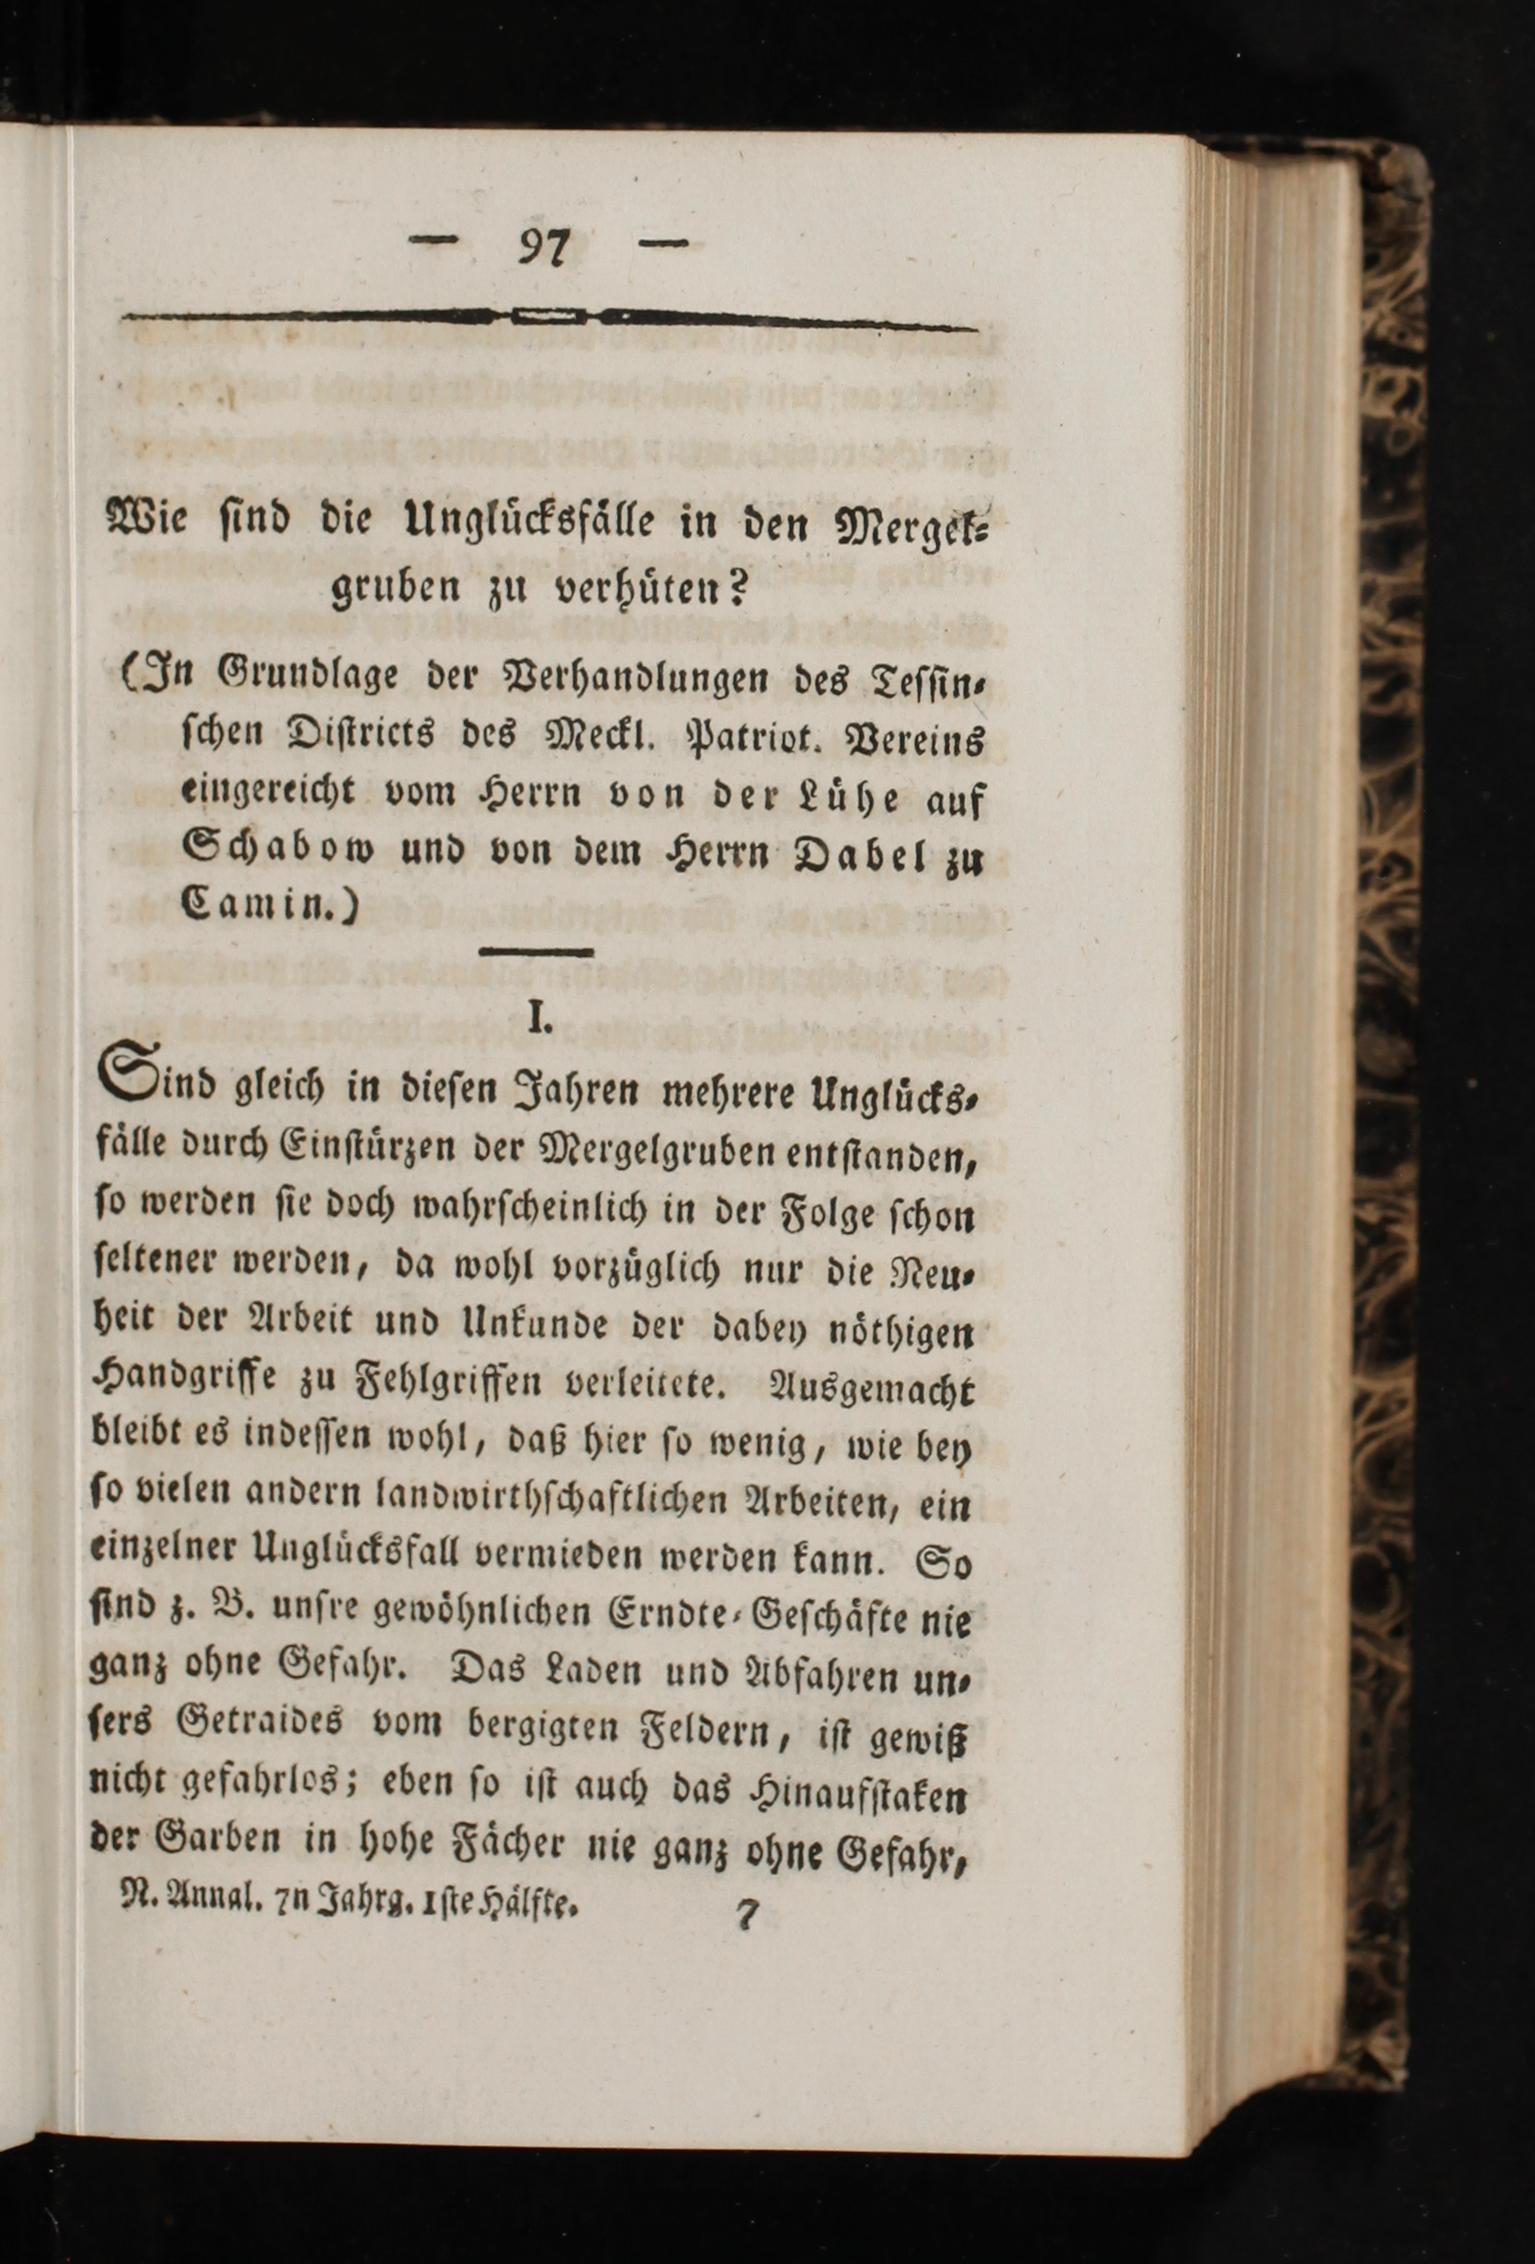 — 97 —
Wie sind die Unglücksfälle in den Mergel-
gruben zu verhüten?
(In Grundlage der Verhandlungen des Tessin-
schen Districts des Meckl. Patriot. Vereins
eingereicht vom Herrn von der Lühe auf
Schabow und von dem Herrn Dabel zu
Camin.)
I.
Sind gleich in diesen Jahren mehrere Unglücks-
fälle durch Einstürzen der Mergelgruben entstanden,
so werden sie doch wahrscheinlich in der Folge schon
seltener werden, da wohl vorzüglich nur die Neu-
heit der Arbeit und Unkunde der dabey nöthigen
Handgriffe zu Fehlgriffen verleitete. Ausgemacht
bleibt es indessen wohl, daß hier so wenig, wie bey
so vielen andern landwirthschaftlichen Arbeiten, ein
einzelner Unglücksfall vermieden werden kann. So
sind z. B. unsre gewöhnlichen Erndte-Geschäfte nie
ganz ohne Gefahr. Das Laden und Abfahren un-
sers Getraides vom bergigten Feldern, ist gewiß
nicht gefahrlos; eben so ist auch das Hinaufstaken
der Garben in hohe Fächer nie ganz ohne Gefahr,
N. Annal. 7n Jahrg. 1ste Hälfte. 7